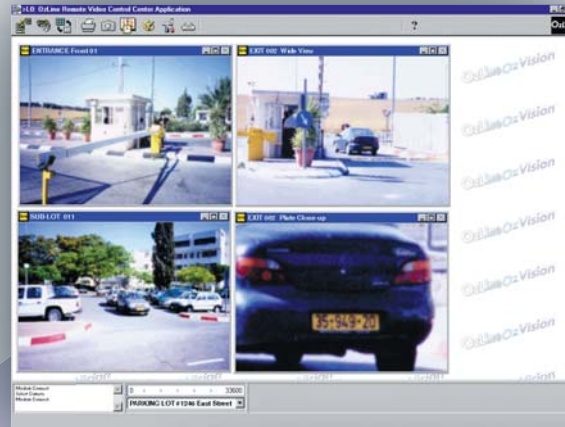 OzLine Remote Video Control Center Application
?
ENTRANCE Front 01
EXIT 002 Wide View
SUB-LOT 011
EXIT 002 Plate Close-up
35-949-20
OzLine OzVision
OzLine OzVision
OzLine OzVision
OzLine OzVision
OzLine OzVision
0
33600
PARKING LOT #1246 East Street